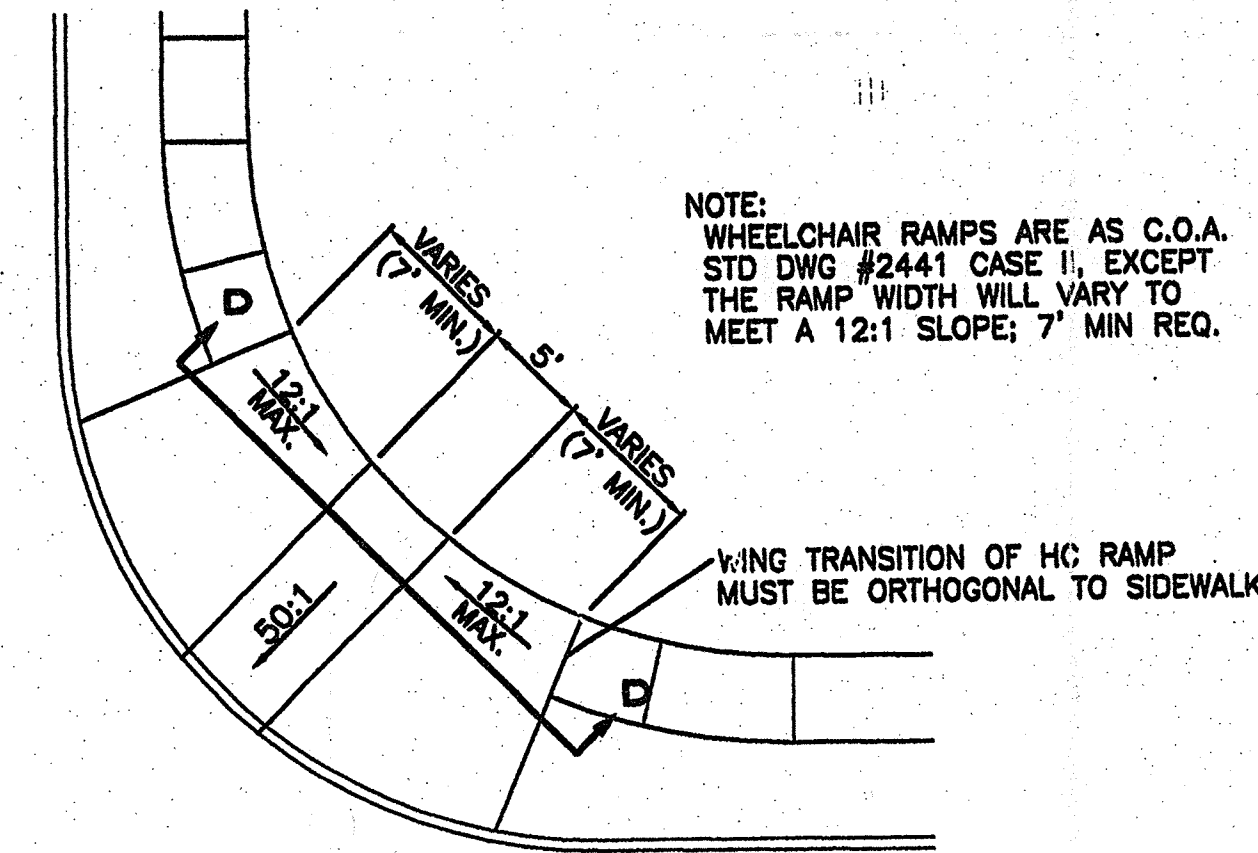 NOTE:
WHEELCHAIR RAMPS ARE AS C.O.A.
STD DWG #2441 CASE II, EXCEPT
THE RAMP WIDTH WILL VARY TO
MEET A 12:1 SLOPE; 7' MIN REQ.
VARIES
(7' MIN.)
5'
VARIES
(7' MIN.)
D
12:1
MAX.
50:1
12:1
MAX.
WING TRANSITION OF HC RAMP
MUST BE ORTHOGONAL TO SIDEWALK
D